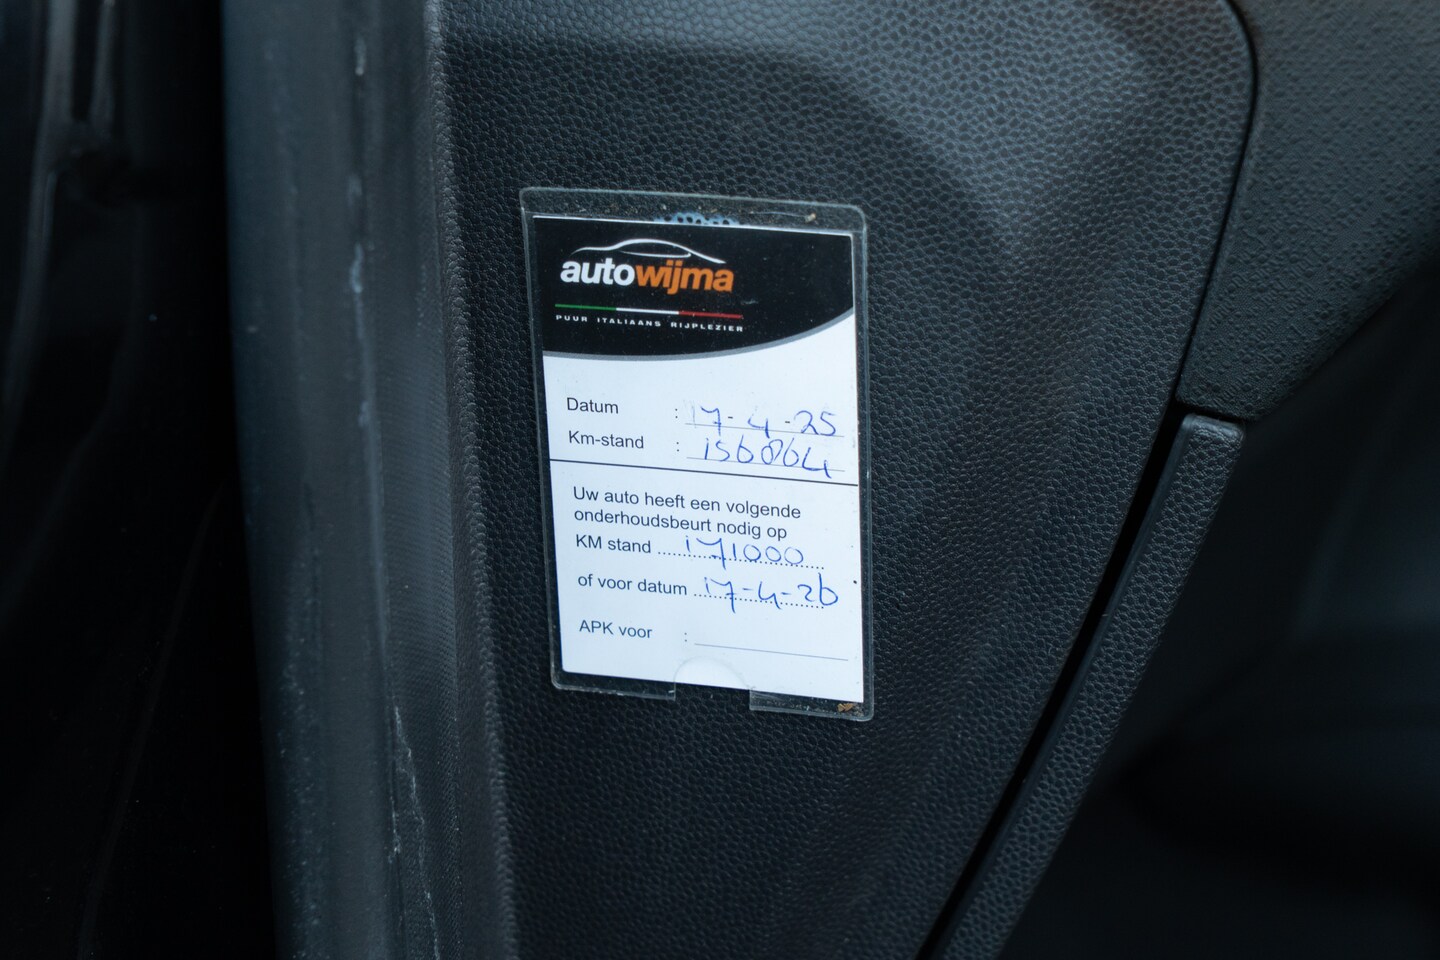 autowijma
PUUR ITALIAANS RIJPLEZIER
Datum : 17-4-25
Km-stand : 156864
Uw auto heeft een volgende
onderhoudsbeurt nodig op
KM stand ... 171000
of voor datum ... 17-4-26
APK voor :